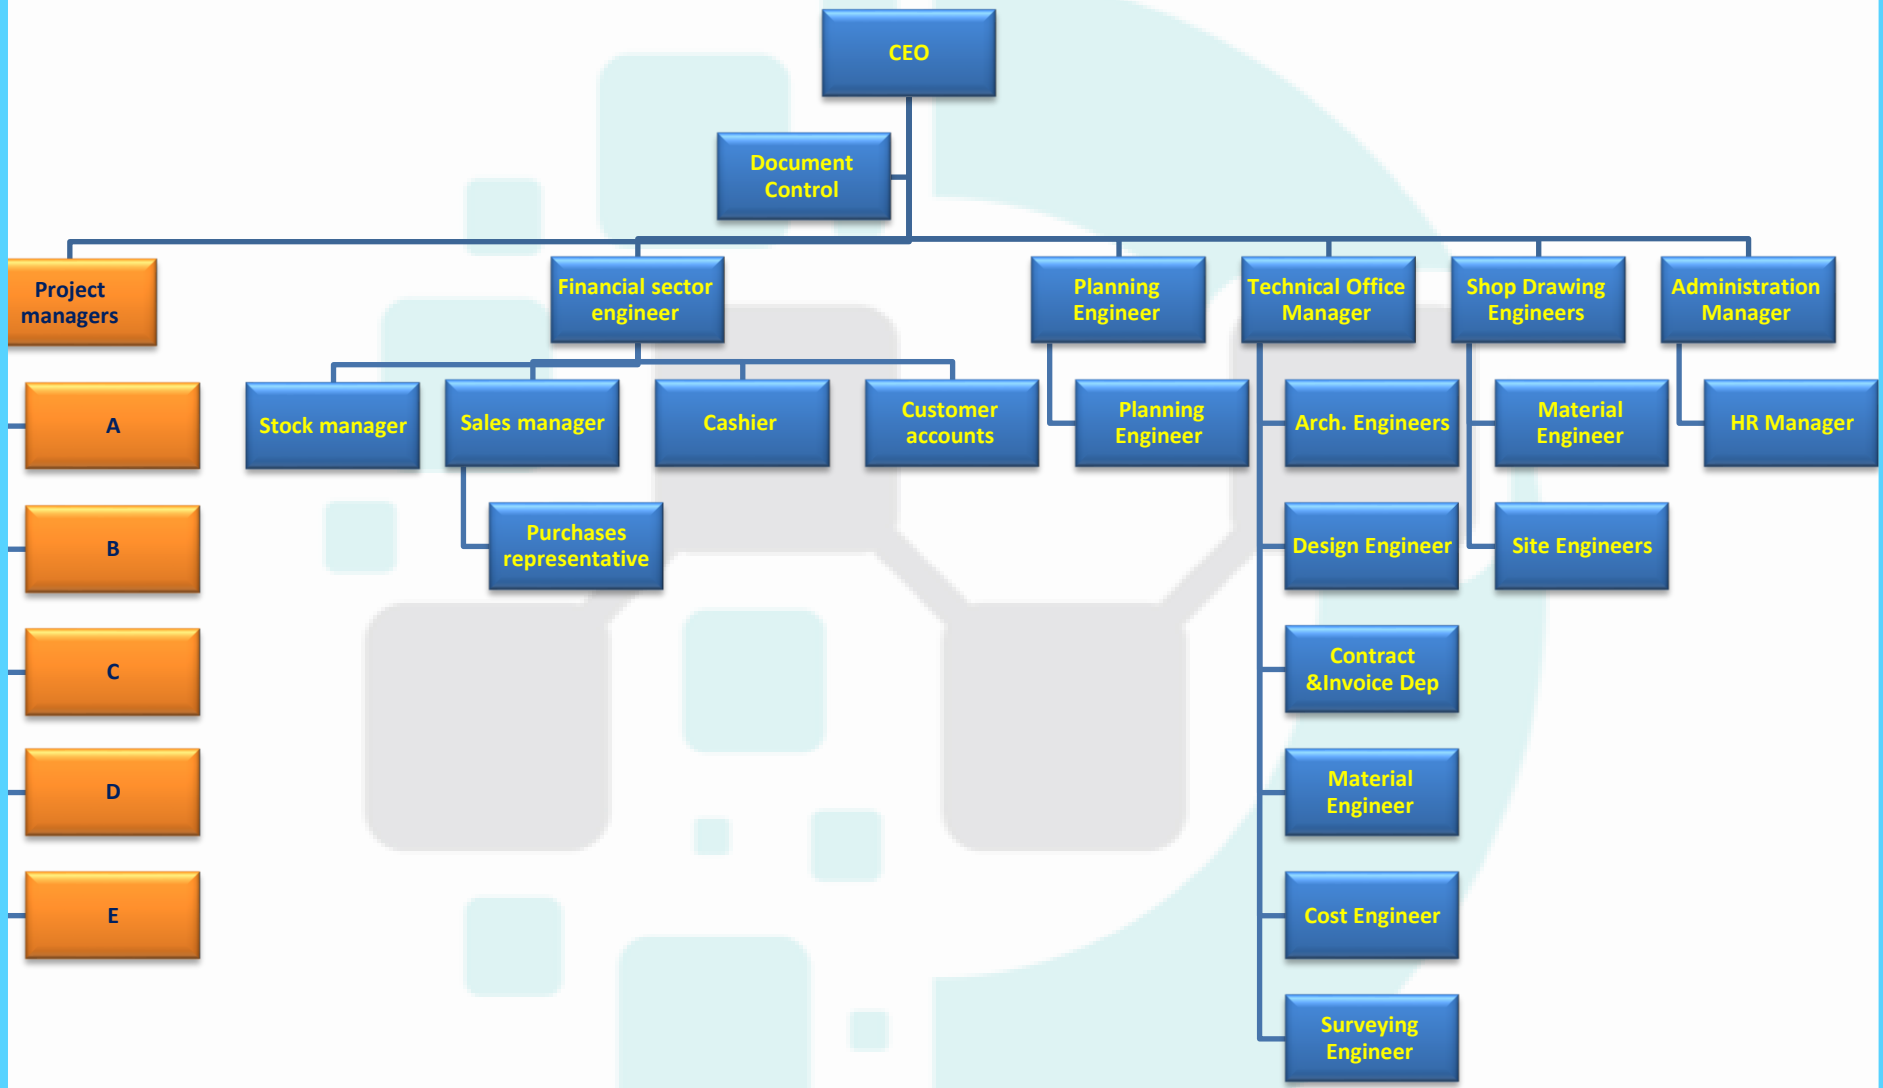 CEO
Document
Control
Project
managers
Financial sector
engineer
Planning
Engineer
Technical Office
Manager
Shop Drawing
Engineers
Administration
Manager
A
Stock manager
Sales manager
Cashier
Customer
accounts
Planning
Engineer
Arch. Engineers
Material
Engineer
HR Manager
B
Purchases
representative
Design Engineer
Site Engineers
C
Contract
&Invoice Dep
D
Material
Engineer
E
Cost Engineer
Surveying
Engineer